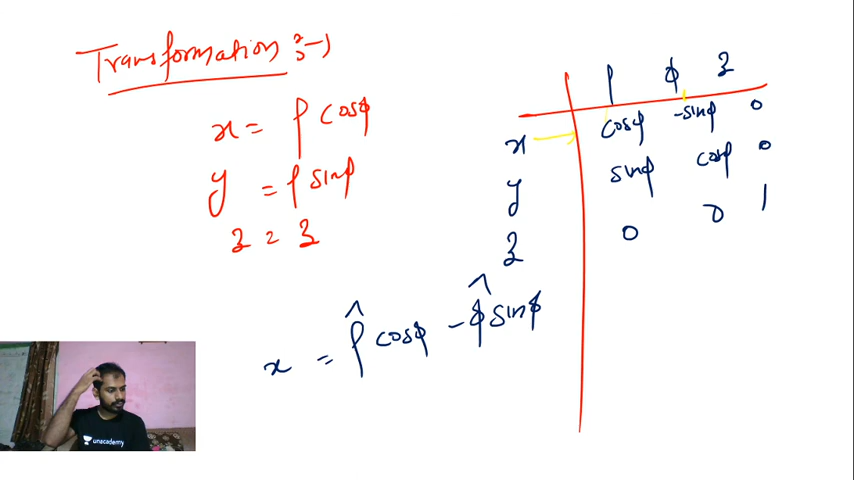 Transformation :→
x = ρ cosφ
y = ρ sinφ
z = z
ρ φ z
x → cosφ -sinφ 0
y sinφ cosφ 0
z 0 0 1
x = ρ̂ cosφ - φ̂ sinφ
unacademy